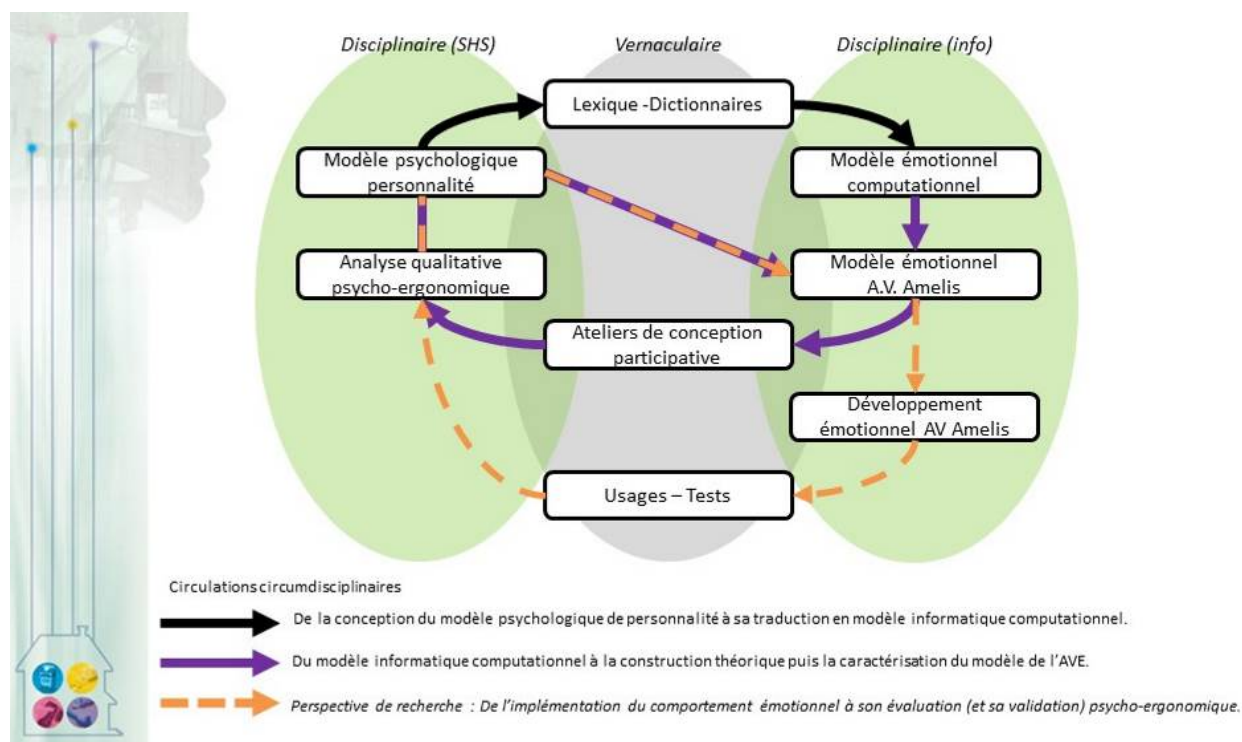 Disciplinaire (SHS)
Vernaculaire
Disciplinaire (info)
Lexique -Dictionnaires
Modèle psychologique
personnalité
Modèle émotionnel
computationnel
Analyse qualitative
psycho-ergonomique
Modèle émotionnel
A.V. Amelis
Ateliers de conception
participative
Développement
émotionnel AV Amelis
Usages – Tests
Circulations circumdisciplinaires
De la conception du modèle psychologique de personnalité à sa traduction en modèle informatique computationnel.
Du modèle informatique computationnel à la construction théorique puis la caractérisation du modèle de l’AVE.
Perspective de recherche : De l’implémentation du comportement émotionnel à son évaluation (et sa validation) psycho-ergonomique.